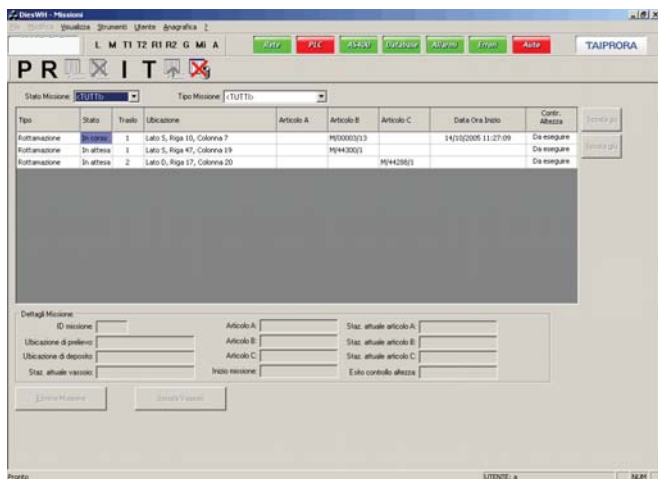 DiesWH - Missioni
File Modifica Visualizza Strumenti Utente Anagrafica ?
L M T1 T2 R1 R2 G Mi A Rete PLC AS400 Database Allarmi Errori Auto TAIPRORA
P R I T
Stato Missione: <TUTTI> Tipo Missione: <TUTTI>
Tipo Stato Traslo Ubicazione Articolo A Articolo B Articolo C Data Ora Inizio Contr. Altezza
Rottamazione In corso 1 Lato S, Riga 10, Colonna 7 M/00003/13 14/10/2005 11:27:09 Da eseguire
Rottamazione In attesa 1 Lato S, Riga 47, Colonna 19 M/44300/1 Da eseguire
Rottamazione In attesa 2 Lato D, Riga 17, Colonna 20 M/44288/1 Da eseguire
Dettagli Missione
ID missione: Articolo A: Staz. attuale articolo A:
Ubicazione di prelievo: Articolo B: Staz. attuale articolo B:
Ubicazione di deposito: Articolo C: Staz. attuale articolo C:
Staz. attuale vassoio: Inizio missione: Esito controllo altezza:
Elimina Missione
Pronto UTENTE: a NUM